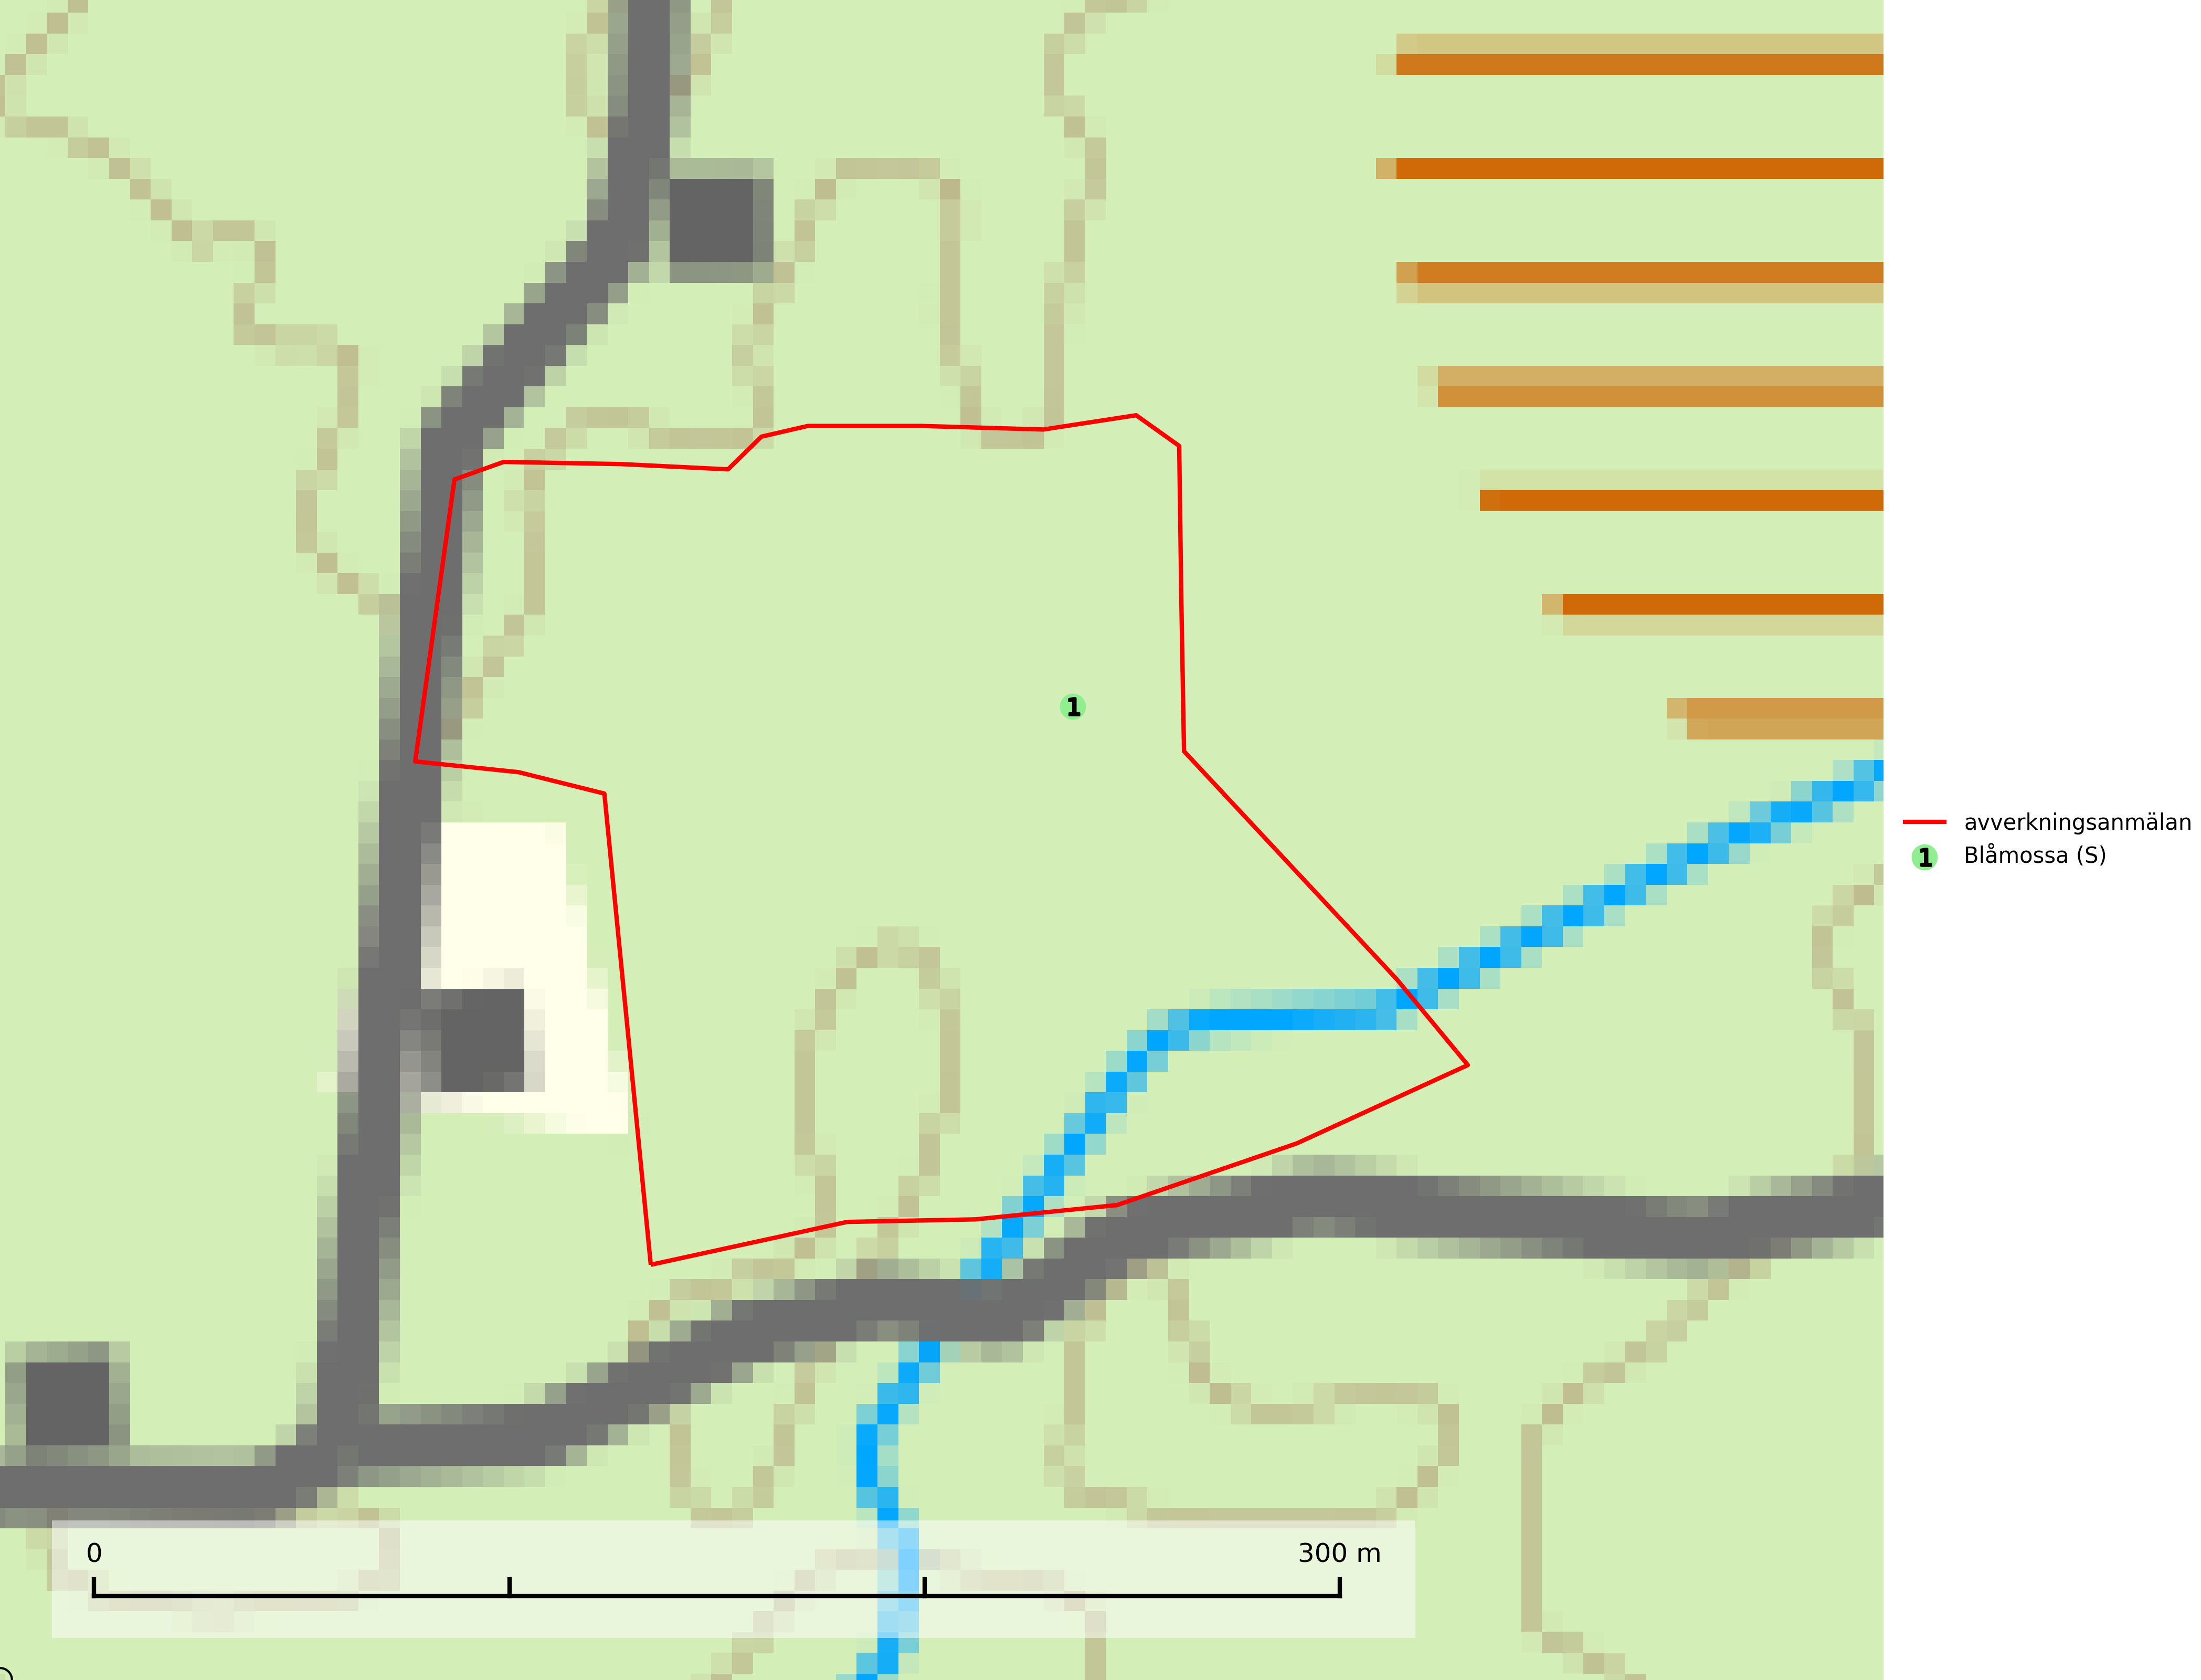 1
avverkningsanmälan
1 Blåmossa (S)
0 300 m